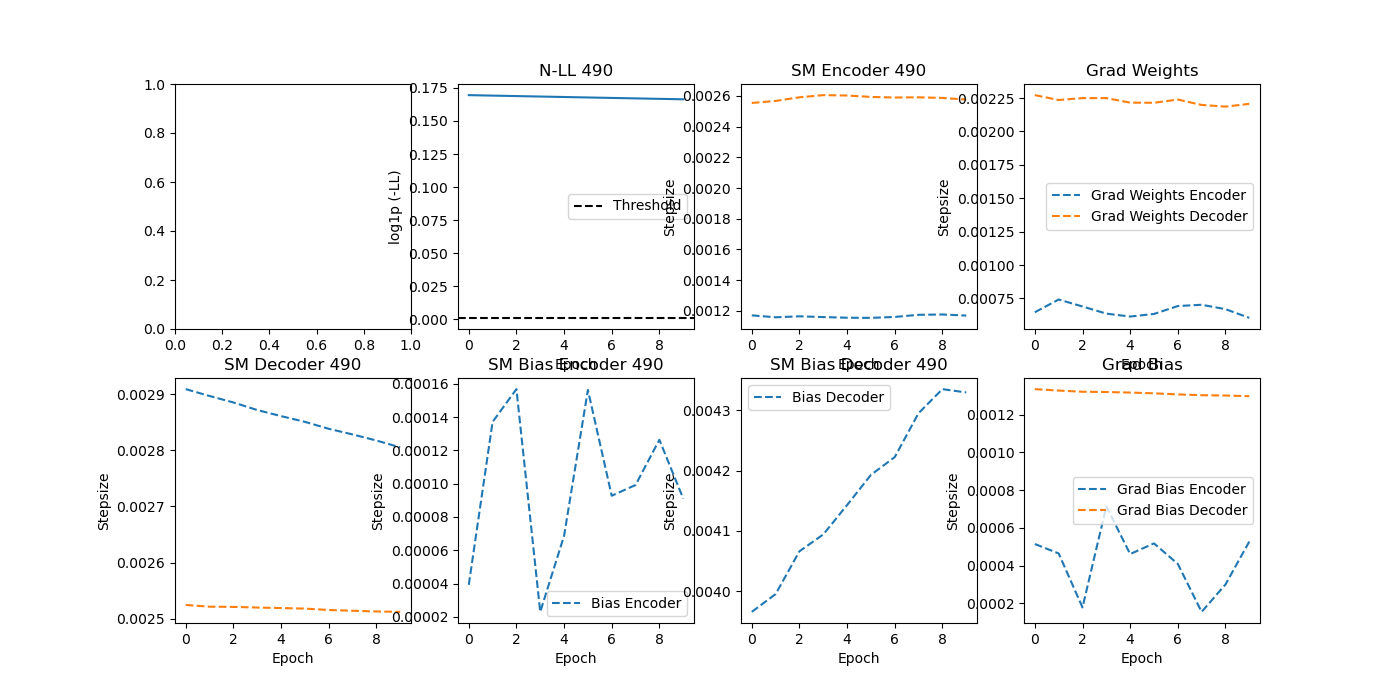 N-LL 490
SM Encoder 490
Grad Weights
1.0
0.8
0.6
0.4
0.2
0.0
0.0 0.2 0.4 0.6 0.8 1.0
log1p (-LL)
0.175
0.150
0.125
0.100
0.075
0.050
0.025
0.000
Threshold
0 2 4 6 8
Epoch
Stepsize
0.0026
0.0024
0.0022
0.0020
0.0018
0.0016
0.0014
0.0012
0 2 4 6 8
Epoch
Stepsize
0.00225
0.00200
0.00175
0.00150
0.00125
0.00100
0.00075
Grad Weights Encoder
Grad Weights Decoder
0 2 4 6 8
Epoch
SM Decoder 490
SM Bias Encoder 490
SM Bias Decoder 490
Grad Bias
Stepsize
0.0029
0.0028
0.0027
0.0026
0.0025
0 2 4 6 8
Epoch
Stepsize
0.00016
0.00014
0.00012
0.00010
0.00008
0.00006
0.00004
0.00002
Bias Encoder
0 2 4 6 8
Epoch
Stepsize
0.00043
0.00042
0.00041
0.00040
Bias Decoder
0 2 4 6 8
Epoch
Stepsize
0.0012
0.0010
0.0008
0.0006
0.0004
0.0002
Grad Bias Encoder
Grad Bias Decoder
0 2 4 6 8
Epoch